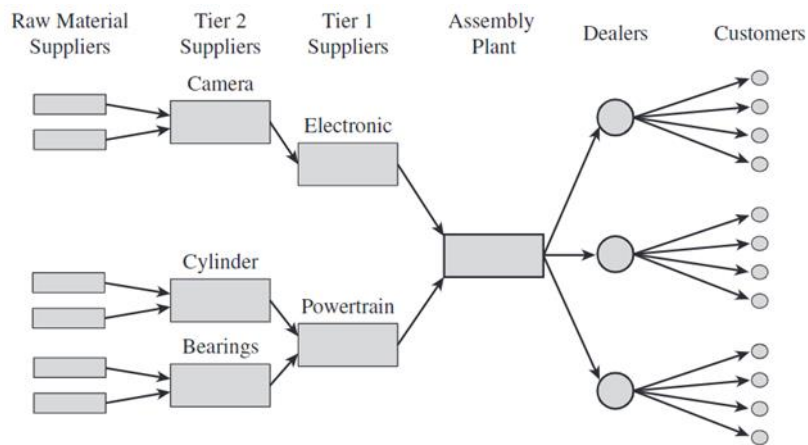 Raw Material
Suppliers
Tier 2
Suppliers
Tier 1
Suppliers
Assembly
Plant
Dealers
Customers
Camera
Electronic
Cylinder
Powertrain
Bearings